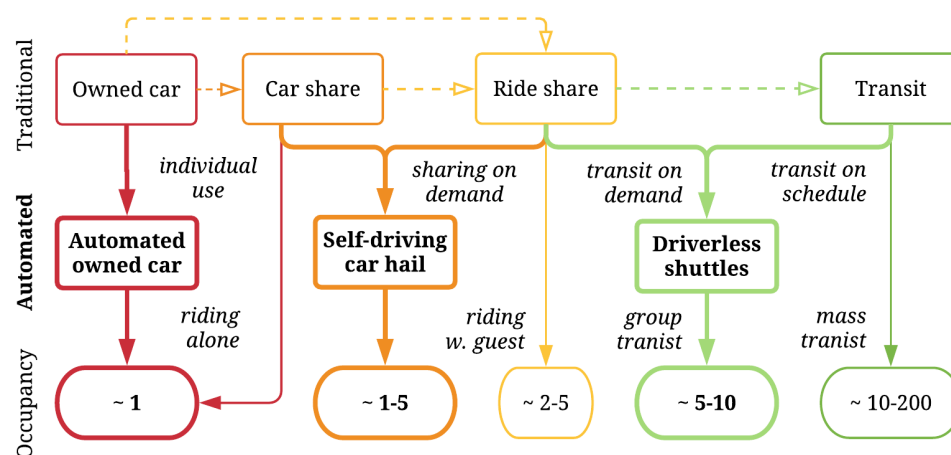 Traditional
Owned car
Car share
Ride share
Transit
individual
use
sharing on
demand
transit on
demand
transit on
schedule
Automated
Automated
owned car
Self-driving
car hail
Driverless
shuttles
riding
alone
riding
w. guest
group
tranist
mass
tranist
Occupancy
~ 1
~ 1-5
~ 2-5
~ 5-10
~ 10-200